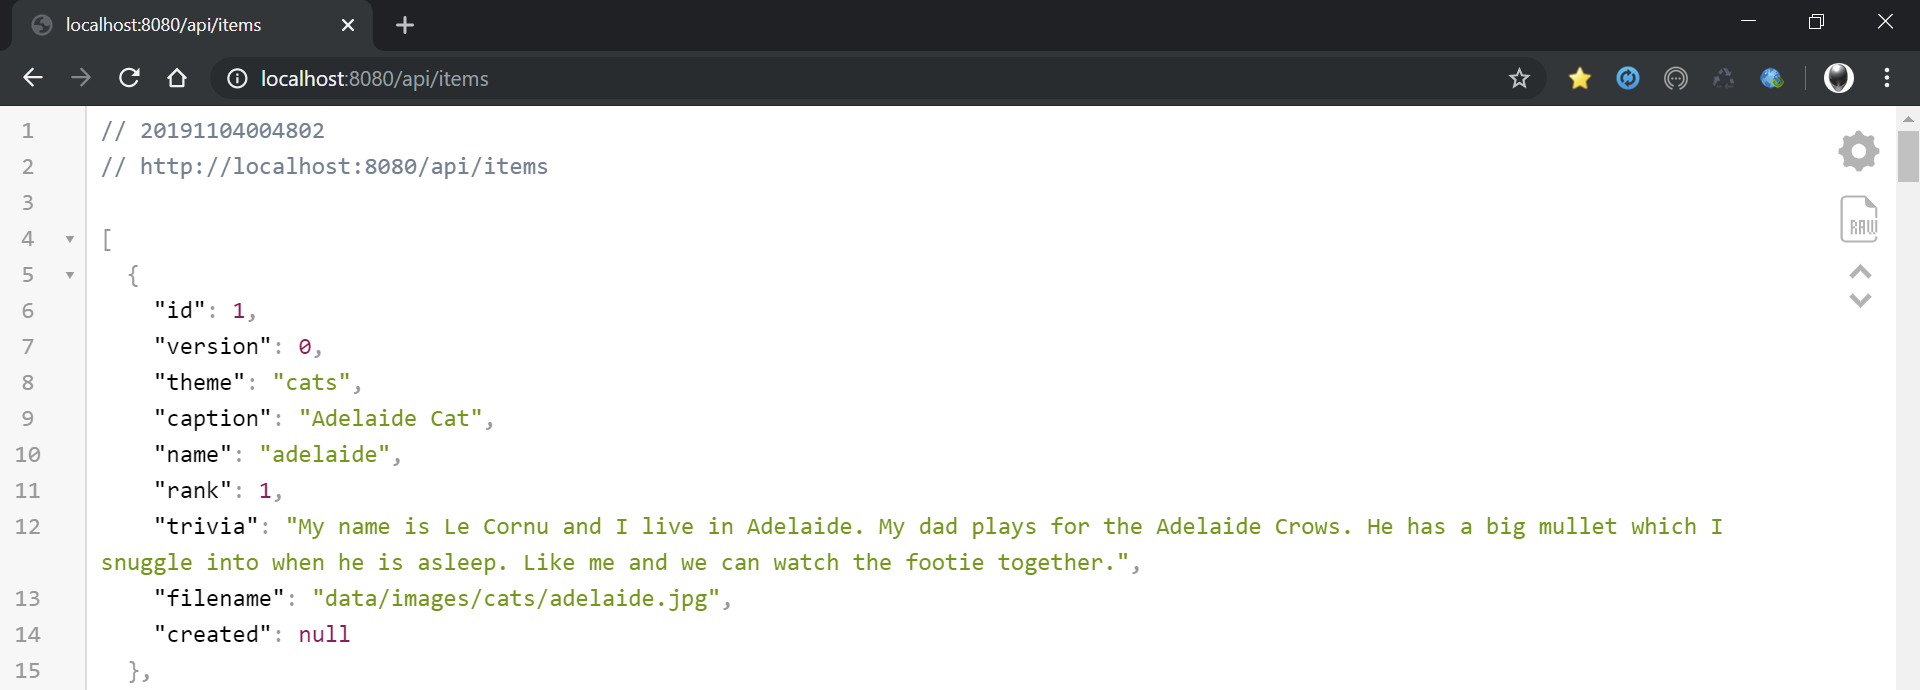 localhost:8080/api/items
localhost:8080/api/items
1 // 20191104004802
2 // http://localhost:8080/api/items
3
4 [
5 {
6 "id": 1,
7 "version": 0,
8 "theme": "cats",
9 "caption": "Adelaide Cat",
10 "name": "adelaide",
11 "rank": 1,
12 "trivia": "My name is Le Cornu and I live in Adelaide. My dad plays for the Adelaide Crows. He has a big mullet which I
snuggle into when he is asleep. Like me and we can watch the footie together.",
13 "filename": "data/images/cats/adelaide.jpg",
14 "created": null
15 },
RAW